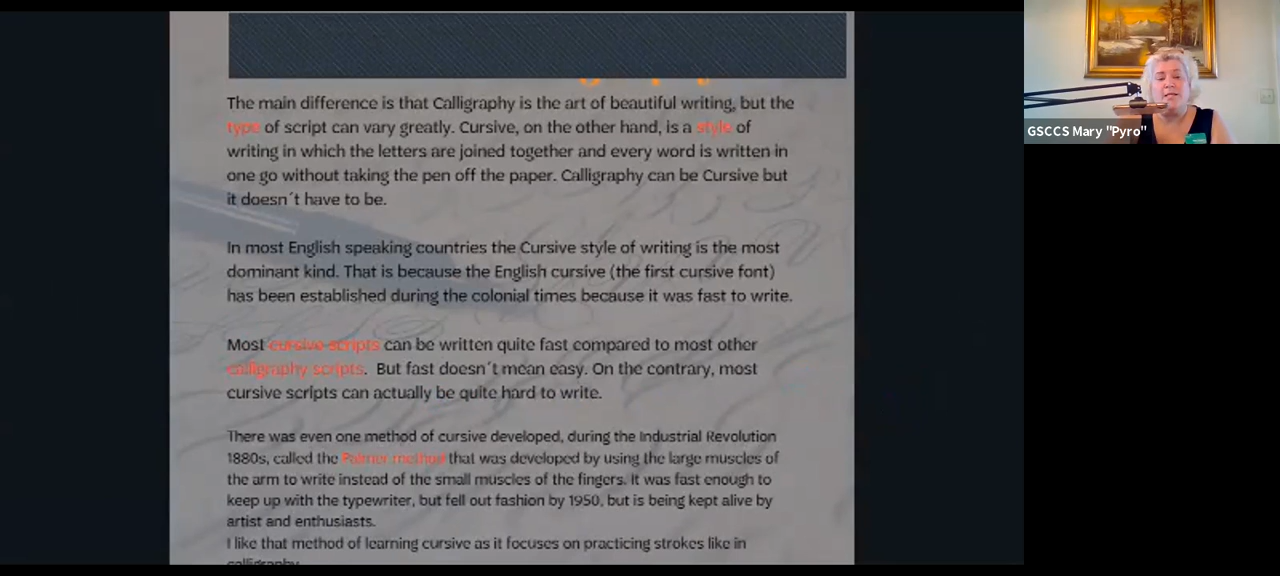 The main difference is that Calligraphy is the art of beautiful writing, but the
type of script can vary greatly. Cursive, on the other hand, is a style of
writing in which the letters are joined together and every word is written in
one go without taking the pen off the paper. Calligraphy can be Cursive but
it doesn´t have to be.
In most English speaking countries the Cursive style of writing is the most
dominant kind. That is because the English cursive (the first cursive font)
has been established during the colonial times because it was fast to write.
Most cursive scripts can be written quite fast compared to most other
calligraphy scripts.  But fast doesn´t mean easy. On the contrary, most
cursive scripts can actually be quite hard to write.
There was even one method of cursive developed, during the Industrial Revolution
1880s, called the Palmer method that was developed by using the large muscles of
the arm to write instead of the small muscles of the fingers. It was fast enough to
keep up with the typewriter, but fell out fashion by 1950, but is being kept alive by
artist and enthusiasts.
I like that method of learning cursive as it focuses on practicing strokes like in
calligraphy
GSCCS Mary "Pyro"